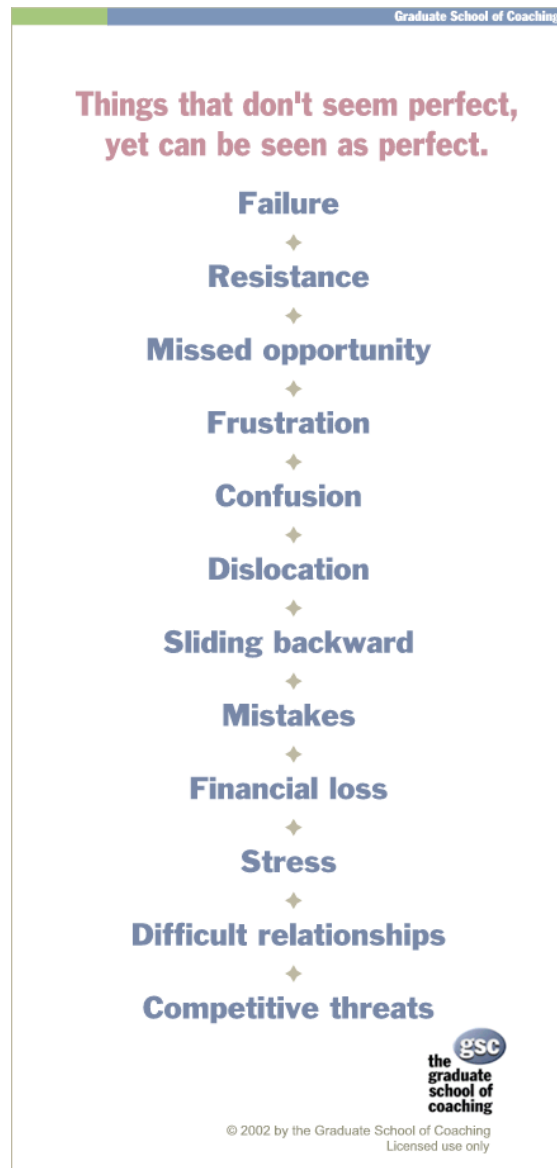 Graduate School of Coaching
Things that don't seem perfect,
yet can be seen as perfect.
Failure
Resistance
Missed opportunity
Frustration
Confusion
Dislocation
Sliding backward
Mistakes
Financial loss
Stress
Difficult relationships
Competitive threats
gsc
the
graduate
school of
coaching
© 2002 by the Graduate School of Coaching
Licensed use only